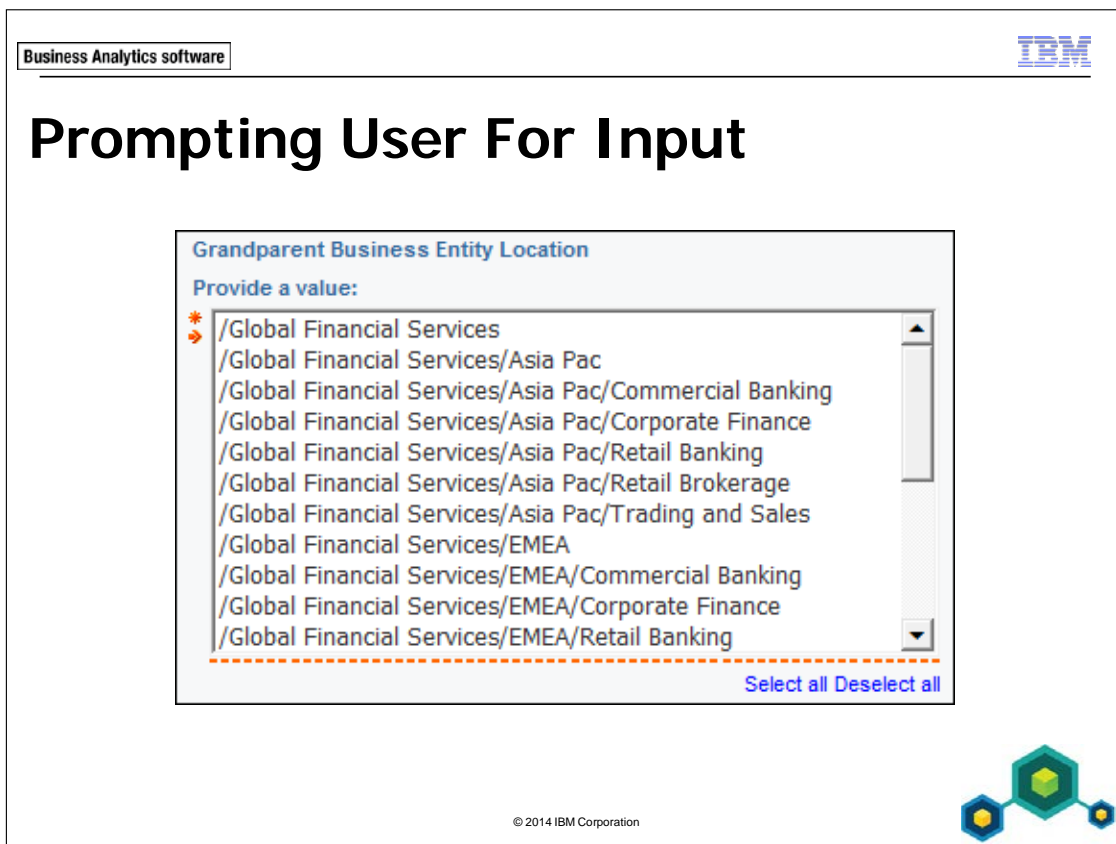 Business Analytics software
IBM
Prompting User For Input
Grandparent Business Entity Location
Provide a value:
/Global Financial Services
/Global Financial Services/Asia Pac
/Global Financial Services/Asia Pac/Commercial Banking
/Global Financial Services/Asia Pac/Corporate Finance
/Global Financial Services/Asia Pac/Retail Banking
/Global Financial Services/Asia Pac/Retail Brokerage
/Global Financial Services/Asia Pac/Trading and Sales
/Global Financial Services/EMEA
/Global Financial Services/EMEA/Commercial Banking
/Global Financial Services/EMEA/Corporate Finance
/Global Financial Services/EMEA/Retail Banking
Select all Deselect all
© 2014 IBM Corporation